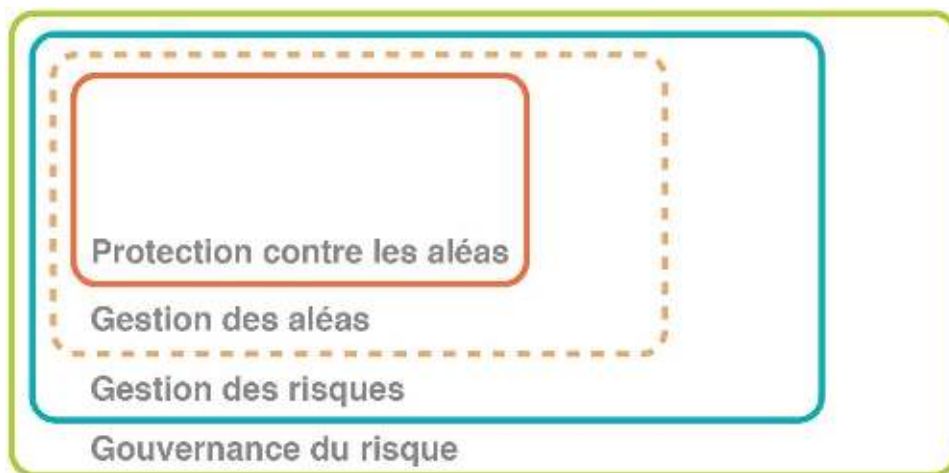 Protection contre les aléas
Gestion des aléas
Gestion des risques
Gouvernance du risque